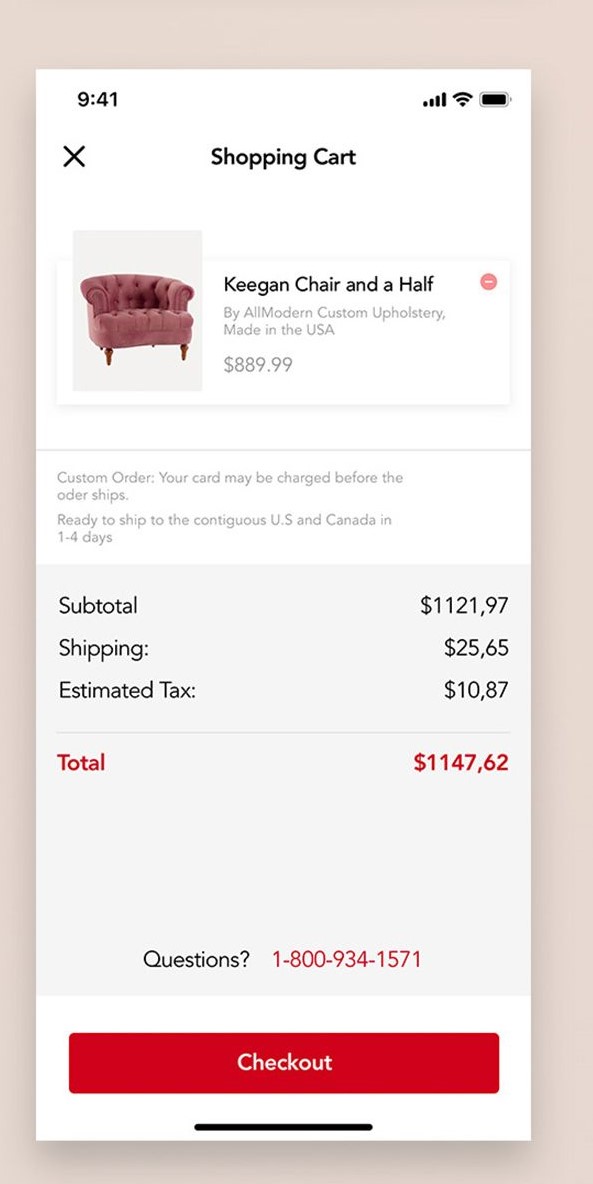 9:41
Shopping Cart
Keegan Chair and a Half
By AllModern Custom Upholstery,
Made in the USA
$889.99
Custom Order: Your card may be charged before the
oder ships.
Ready to ship to the contiguous U.S and Canada in
1-4 days
Subtotal $1121,97
Shipping: $25,65
Estimated Tax: $10,87
Total $1147,62
Questions? 1-800-934-1571
Checkout